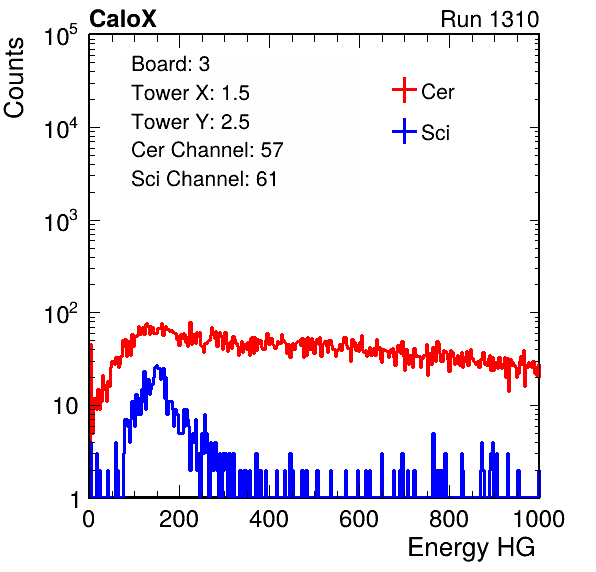 CaloX Run 1310
Counts
10^5
10^4
10^3
10^2
10
1
Board: 3
Tower X: 1.5
Tower Y: 2.5
Cer Channel: 57
Sci Channel: 61
Cer
Sci
0 200 400 600 800 1000
Energy HG